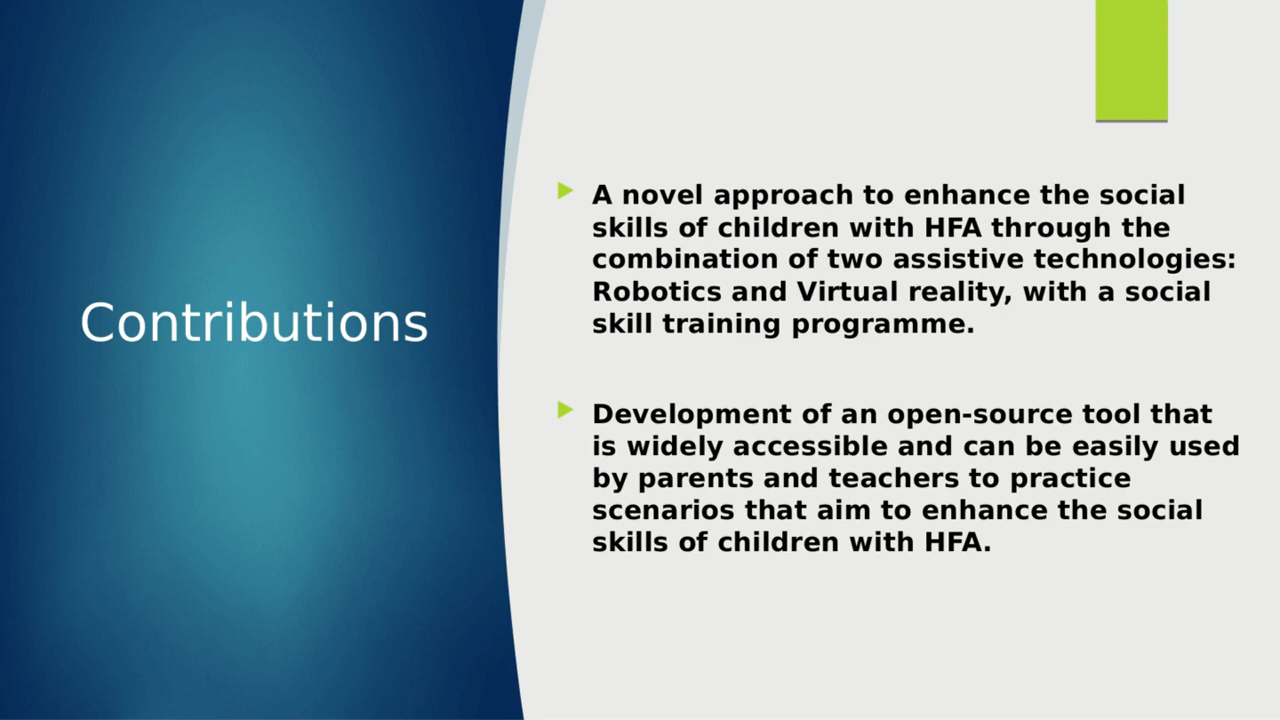 Contributions
A novel approach to enhance the social
skills of children with HFA through the
combination of two assistive technologies:
Robotics and Virtual reality, with a social
skill training programme.
Development of an open-source tool that
is widely accessible and can be easily used
by parents and teachers to practice
scenarios that aim to enhance the social
skills of children with HFA.